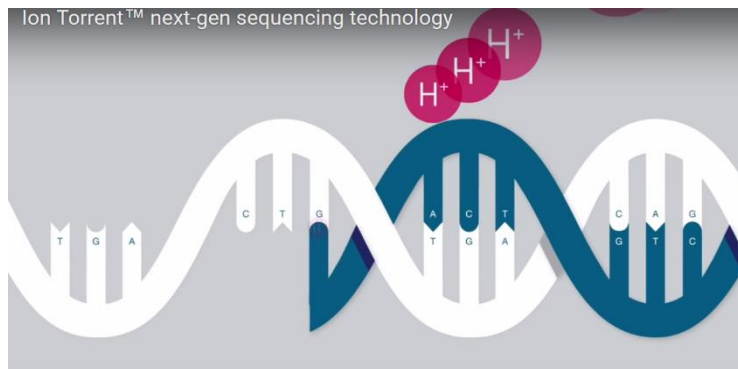 Ion Torrent™ next-gen sequencing technology
H+
H+
H+
C T G
A C T
C A G
T G A
T G A
G T C